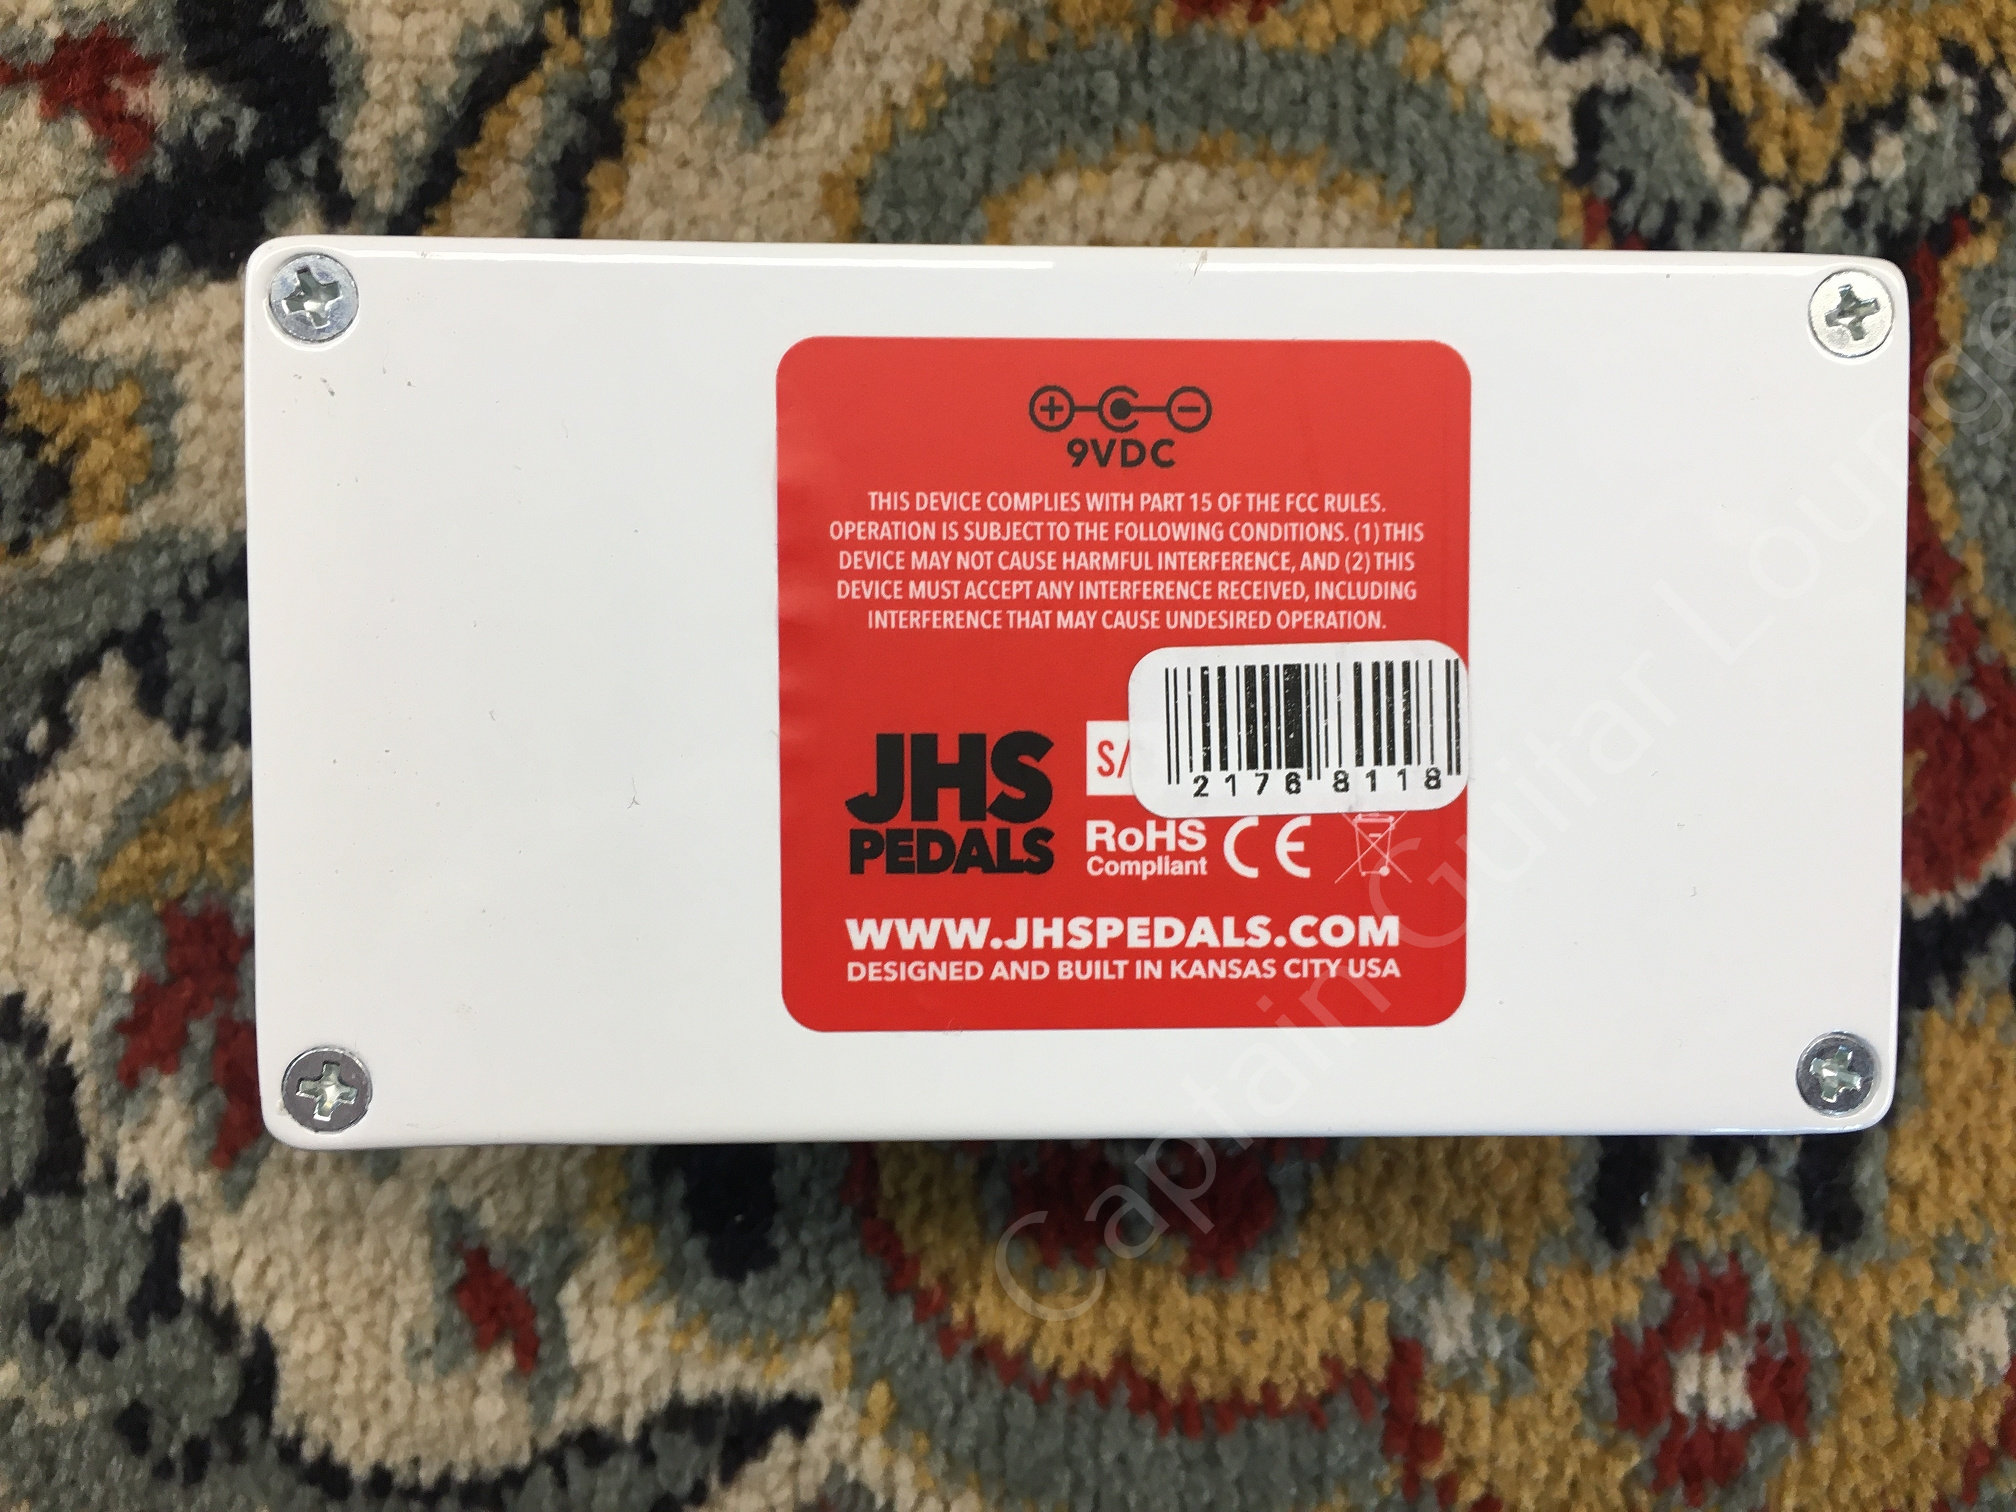 9VDC
THIS DEVICE COMPLIES WITH PART 15 OF THE FCC RULES.
OPERATION IS SUBJECT TO THE FOLLOWING CONDITIONS. (1) THIS
DEVICE MAY NOT CAUSE HARMFUL INTERFERENCE, AND (2) THIS
DEVICE MUST ACCEPT ANY INTERFERENCE RECEIVED, INCLUDING
INTERFERENCE THAT MAY CAUSE UNDESIRED OPERATION.
JHS
PEDALS
S/
21768118
RoHS
Compliant
CE
WWW.JHSPEDALS.COM
DESIGNED AND BUILT IN KANSAS CITY USA
Captain Guitar Lounge